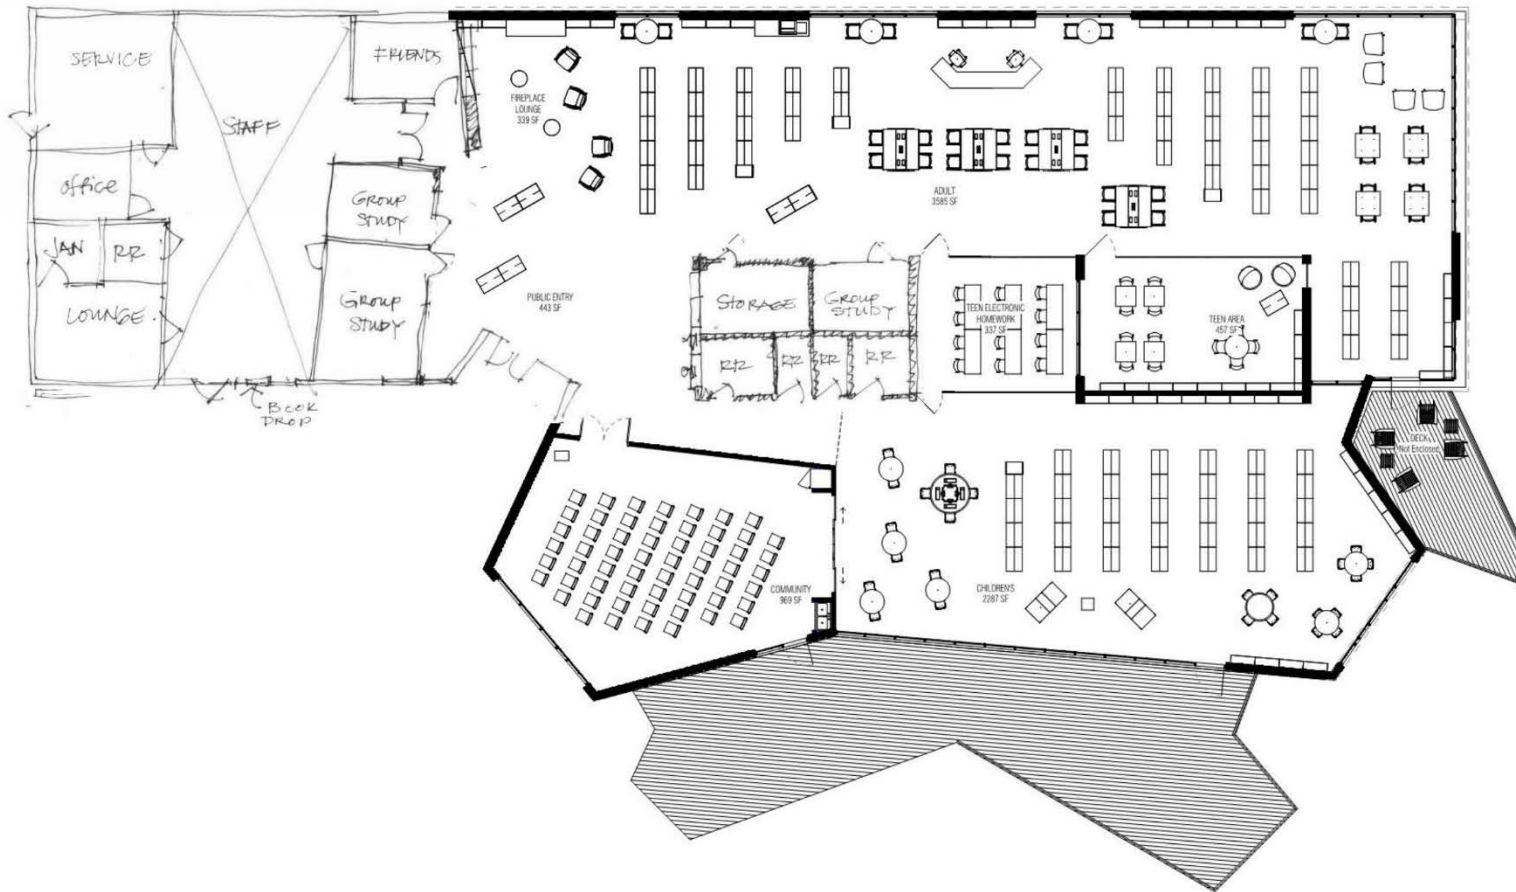 SERVICE
STAFF
FRIENDS
OFFICE
JAN
RR
LOUNGE
GROUP
STUDY
GROUP
STUDY
BOOK
DROP
FIREPLACE
LOUNGE
339 SF
PUBLIC ENTRY
443 SF
ADULT
3585 SF
STORAGE
GROUP
STUDY
RR
RR
RR
RR
TEEN ELECTRONIC
HOMEWORK
337 SF
TEEN AREA
457 SF
DECK
Not Enclosed
COMMUNITY
969 SF
CHILDREN'S
2287 SF